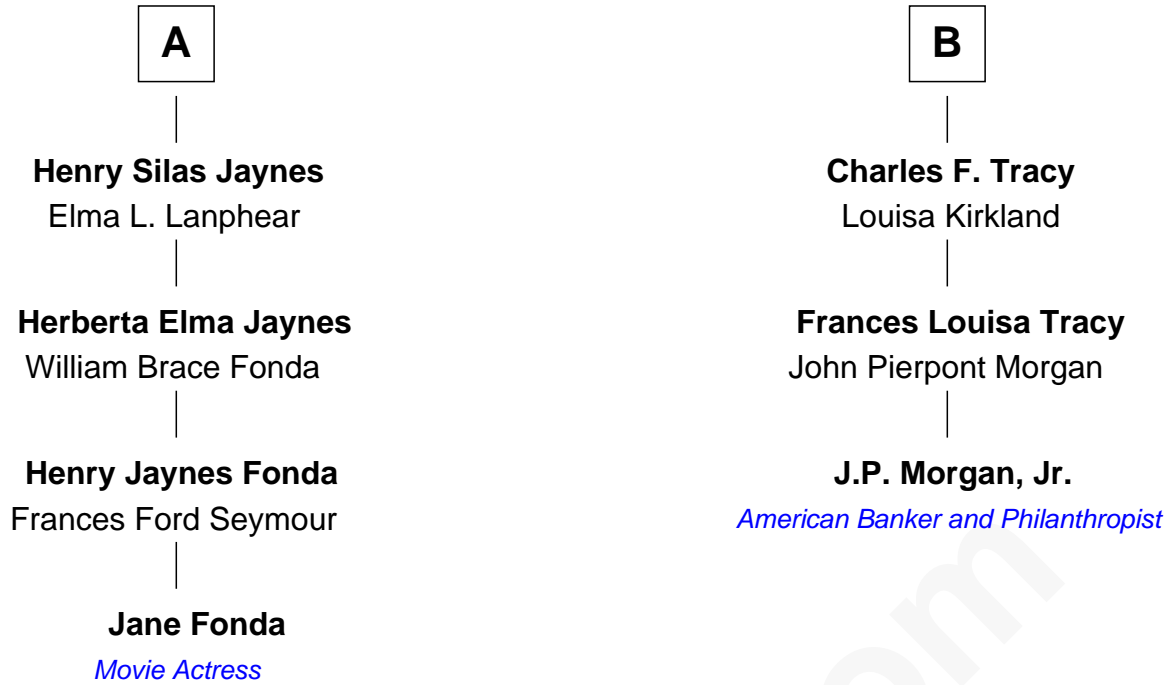 A
Henry Silas Jaynes
Elma L. Lanphear
Herberta Elma Jaynes
William Brace Fonda
Henry Jaynes Fonda
Frances Ford Seymour
Jane Fonda
Movie Actress
B
Charles F. Tracy
Louisa Kirkland
Frances Louisa Tracy
John Pierpont Morgan
J.P. Morgan, Jr.
American Banker and Philanthropist
om